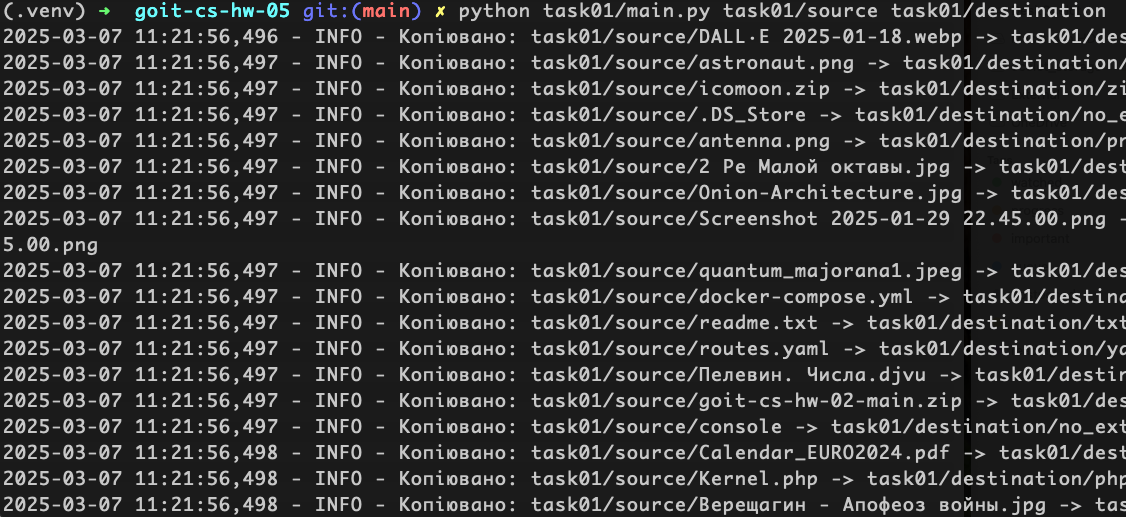 (.venv) ➜ goit-cs-hw-05 git:(main) ✗ python task01/main.py task01/source task01/destination
2025-03-07 11:21:56,496 - INFO - Копіювано: task01/source/DALL·E 2025-01-18.webp -> task01/des
2025-03-07 11:21:56,497 - INFO - Копіювано: task01/source/astronaut.png -> task01/destination/
2025-03-07 11:21:56,497 - INFO - Копіювано: task01/source/icomoon.zip -> task01/destination/zi
2025-03-07 11:21:56,497 - INFO - Копіювано: task01/source/.DS_Store -> task01/destination/no_e
2025-03-07 11:21:56,497 - INFO - Копіювано: task01/source/antenna.png -> task01/destination/pn
2025-03-07 11:21:56,497 - INFO - Копіювано: task01/source/2 Ре Малой октавы.jpg -> task01/dest
2025-03-07 11:21:56,497 - INFO - Копіювано: task01/source/Onion-Architecture.jpg -> task01/des
2025-03-07 11:21:56,497 - INFO - Копіювано: task01/source/Screenshot 2025-01-29 22.45.00.png -
5.00.png
important
2025-03-07 11:21:56,497 - INFO - Копіювано: task01/source/quantum_majorana1.jpeg -> task01/des
2025-03-07 11:21:56,497 - INFO - Копіювано: task01/source/docker-compose.yml -> task01/destina
2025-03-07 11:21:56,497 - INFO - Копіювано: task01/source/readme.txt -> task01/destination/txt
2025-03-07 11:21:56,497 - INFO - Копіювано: task01/source/routes.yaml -> task01/destination/ya
2025-03-07 11:21:56,497 - INFO - Копіювано: task01/source/Пелевин. Числа.djvu -> task01/destin
2025-03-07 11:21:56,497 - INFO - Копіювано: task01/source/goit-cs-hw-02-main.zip -> task01/des
2025-03-07 11:21:56,497 - INFO - Копіювано: task01/source/console -> task01/destination/no_ext
2025-03-07 11:21:56,498 - INFO - Копіювано: task01/source/Calendar_EURO2024.pdf -> task01/dest
2025-03-07 11:21:56,498 - INFO - Копіювано: task01/source/Kernel.php -> task01/destination/php
2025-03-07 11:21:56,498 - INFO - Копіювано: task01/source/Верещагин - Апофеоз войны.jpg -> tas